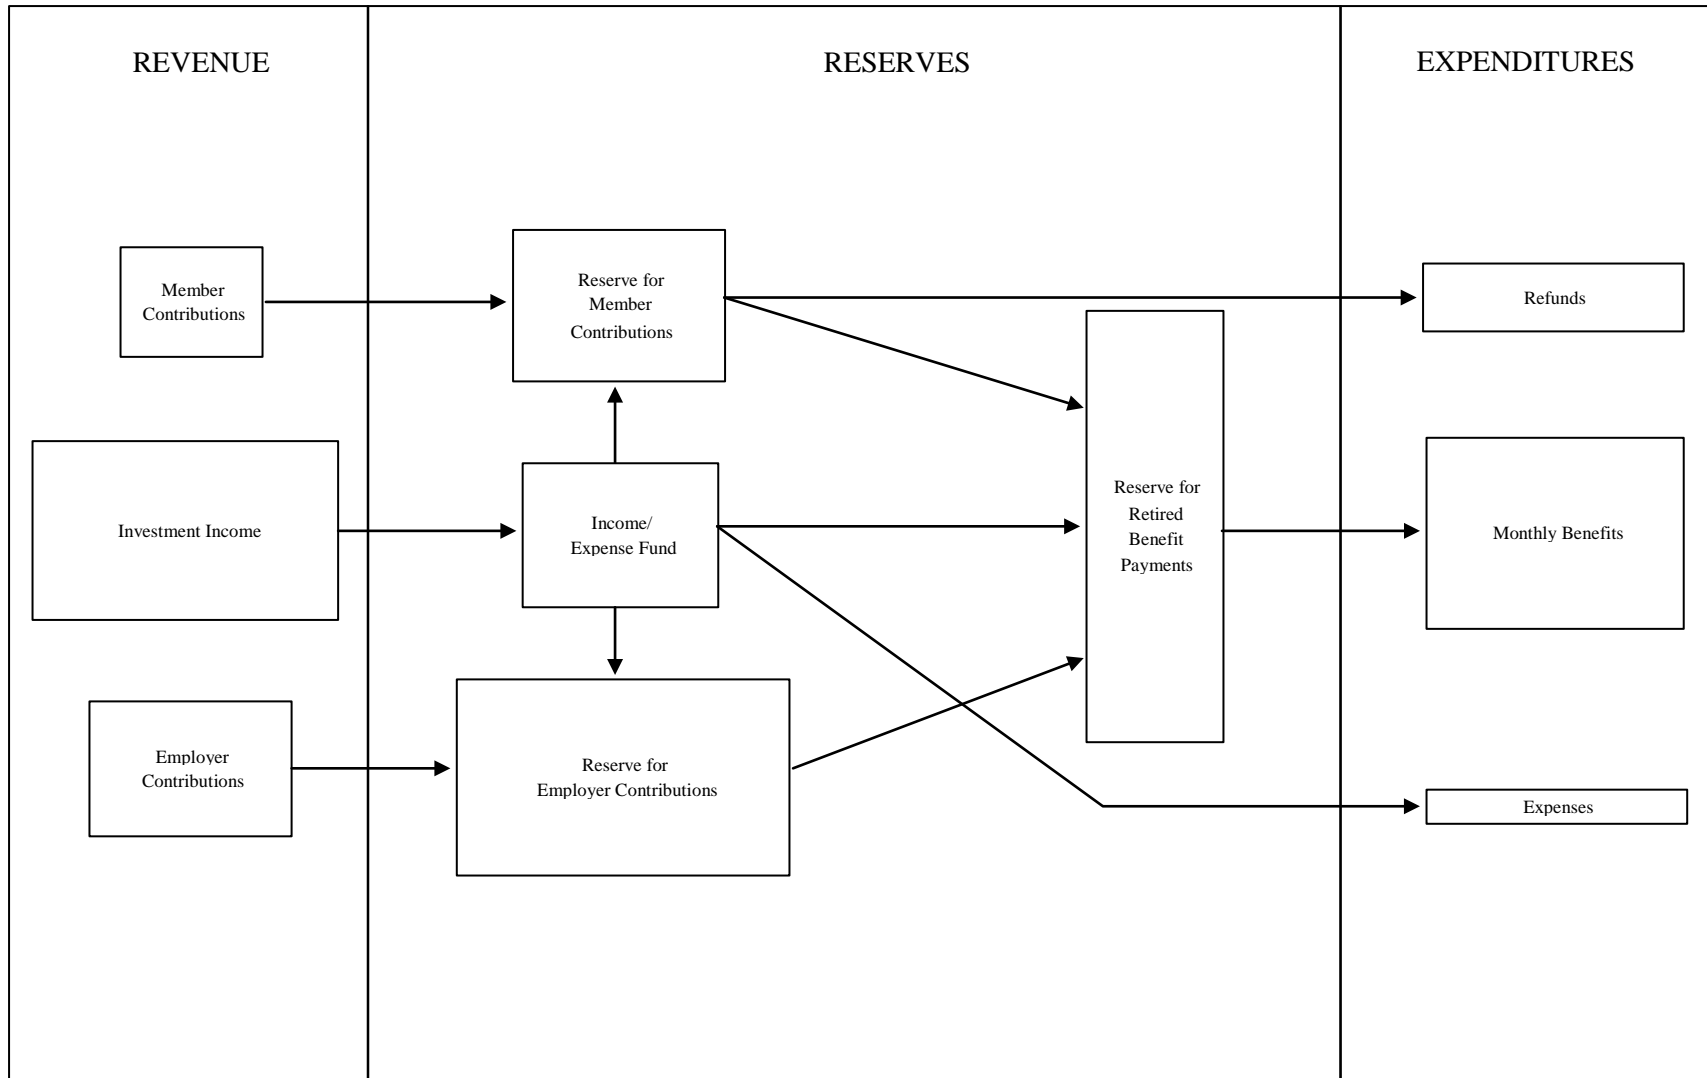 REVENUE
RESERVES
EXPENDITURES
Member
Contributions
Reserve for
Member
Contributions
Refunds
Investment Income
Income/
Expense Fund
Reserve for
Retired
Benefit
Payments
Monthly Benefits
Employer
Contributions
Reserve for
Employer Contributions
Expenses